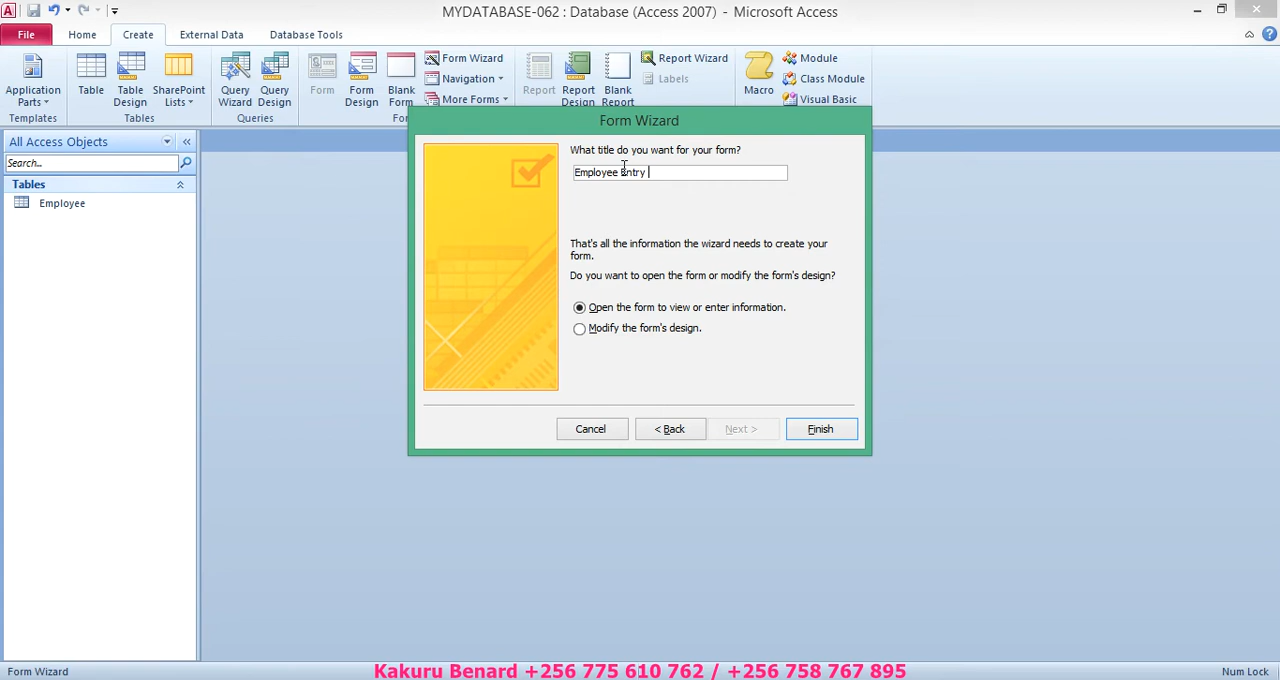 MYDATABASE-062 : Database (Access 2007) - Microsoft Access
File Home Create External Data Database Tools
Application Parts
Table
Table Design
SharePoint Lists
Query Wizard
Query Design
Form
Form Design
Blank Form
Form Wizard
Navigation
More Forms
Report
Report Design
Blank Report
Report Wizard
Labels
Macro
Module
Class Module
Visual Basic
Templates Tables Queries
All Access Objects
Search...
Tables
Employee
Form Wizard
What title do you want for your form?
Employee Entry
That's all the information the wizard needs to create your
form.
Do you want to open the form or modify the form's design?
Open the form to view or enter information.
Modify the form's design.
Cancel < Back Next > Finish
Form Wizard
Num Lock
Kakuru Benard +256 775 610 762 / +256 758 767 895